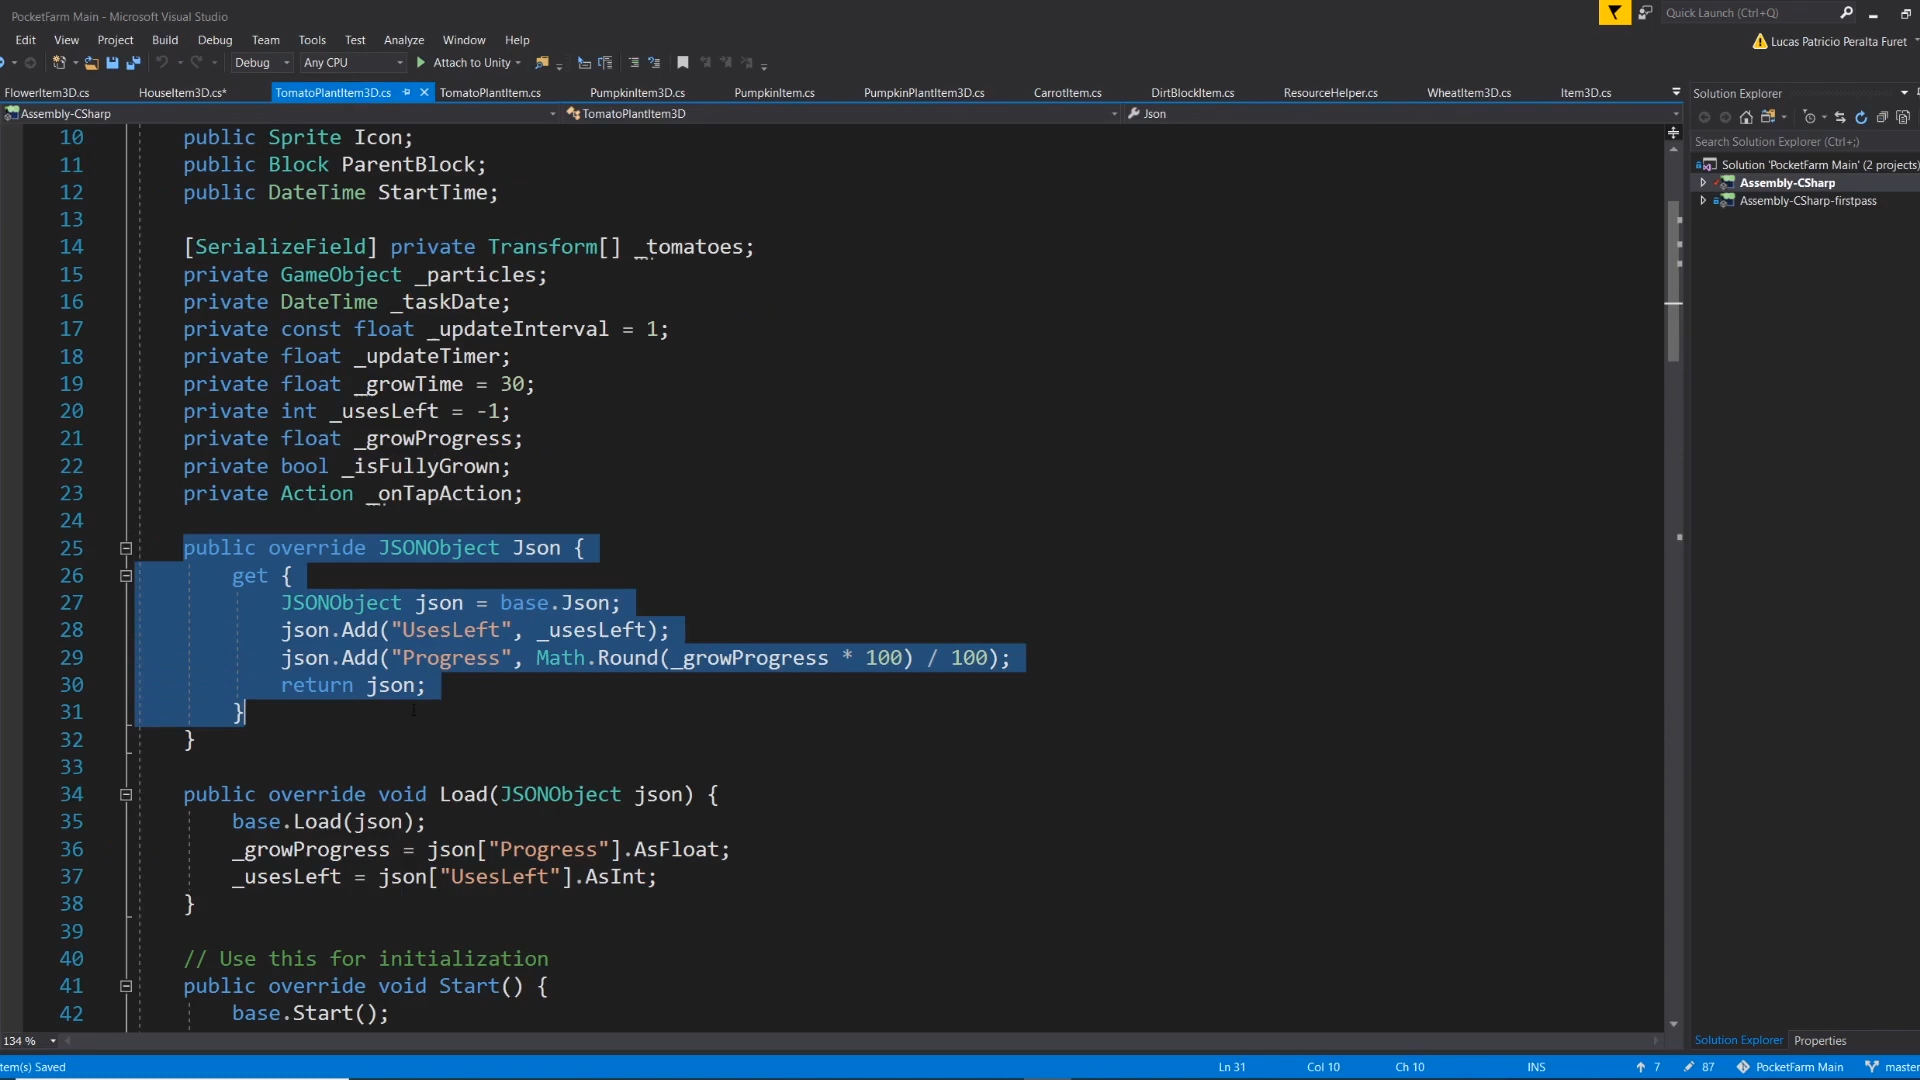 PocketFarm Main - Microsoft Visual Studio
Quick Launch (Ctrl+Q)
Edit View Project Build Debug Team Tools Test Analyze Window Help
Lucas Patricio Peralta Furet
Debug Any CPU Attach to Unity
FlowerItem3D.cs HouseItem3D.cs* TomatoPlantItem3D.cs TomatoPlantItem.cs PumpkinItem3D.cs PumpkinItem.cs PumpkinPlantItem3D.cs CarrotItem.cs DirtBlockItem.cs ResourceHelper.cs WheatItem3D.cs Item3D.cs
Solution Explorer
Assembly-CSharp TomatoPlantItem3D Json
Search Solution Explorer (Ctrl+;)
Solution 'PocketFarm Main' (2 projects)
Assembly-CSharp
Assembly-CSharp-firstpass
10 public Sprite Icon;
11 public Block ParentBlock;
12 public DateTime StartTime;
13
14 [SerializeField] private Transform[] _tomatoes;
15 private GameObject _particles;
16 private DateTime _taskDate;
17 private const float _updateInterval = 1;
18 private float _updateTimer;
19 private float _growTime = 30;
20 private int _usesLeft = -1;
21 private float _growProgress;
22 private bool _isFullyGrown;
23 private Action _onTapAction;
24
25 public override JSONObject Json {
26 get {
27 JSONObject json = base.Json;
28 json.Add("UsesLeft", _usesLeft);
29 json.Add("Progress", Math.Round(_growProgress * 100) / 100);
30 return json;
31 }
32 }
33
34 public override void Load(JSONObject json) {
35 base.Load(json);
36 _growProgress = json["Progress"].AsFloat;
37 _usesLeft = json["UsesLeft"].AsInt;
38 }
39
40 // Use this for initialization
41 public override void Start() {
42 base.Start();
134 %
Solution Explorer Properties
tem(s) Saved Ln 31 Col 10 Ch 10 INS 7 87 PocketFarm Main master